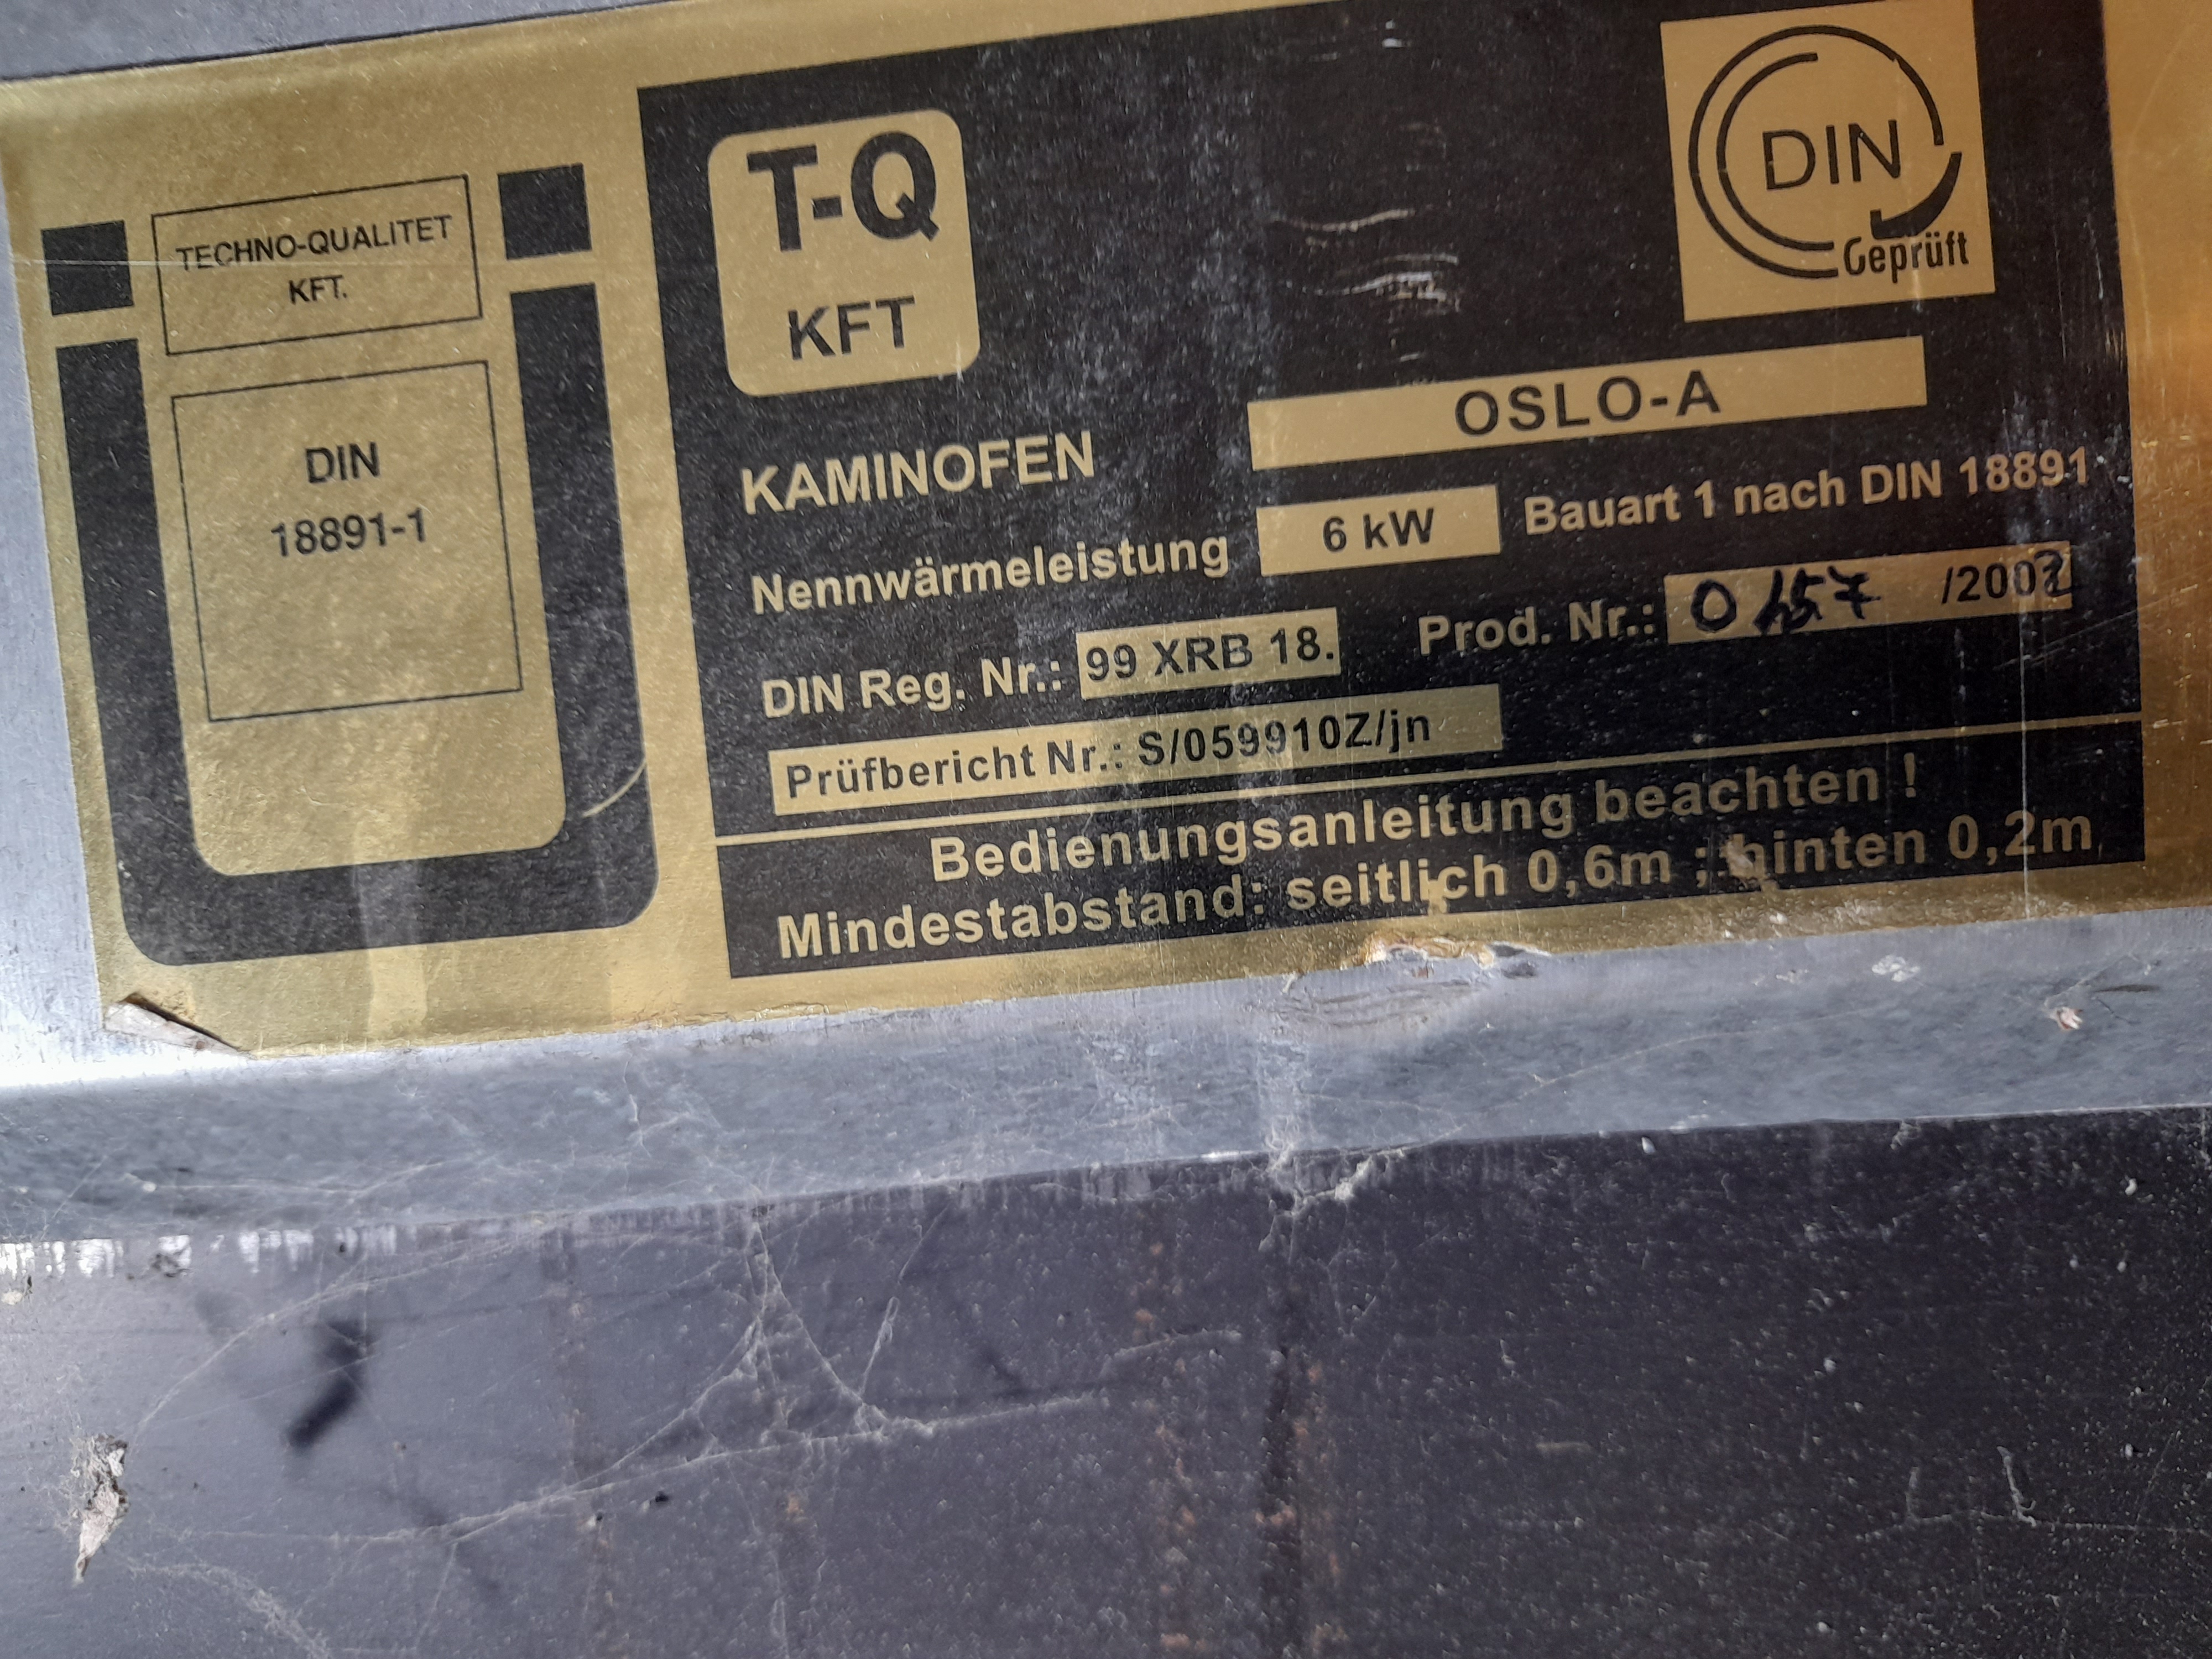 TECHNO-QUALITET
KFT.
DIN
18891-1
T-Q
KFT
DIN
Geprüft
KAMINOFEN OSLO-A
Nennwärmeleistung 6 kW Bauart 1 nach DIN 18891
DIN Reg. Nr.: 99 XRB 18. Prod. Nr.: 0157 /2002
Prüfbericht Nr.: S/059910Z/jn
Bedienungsanleitung beachten !
Mindestabstand: seitlich 0,6m ; hinten 0,2m